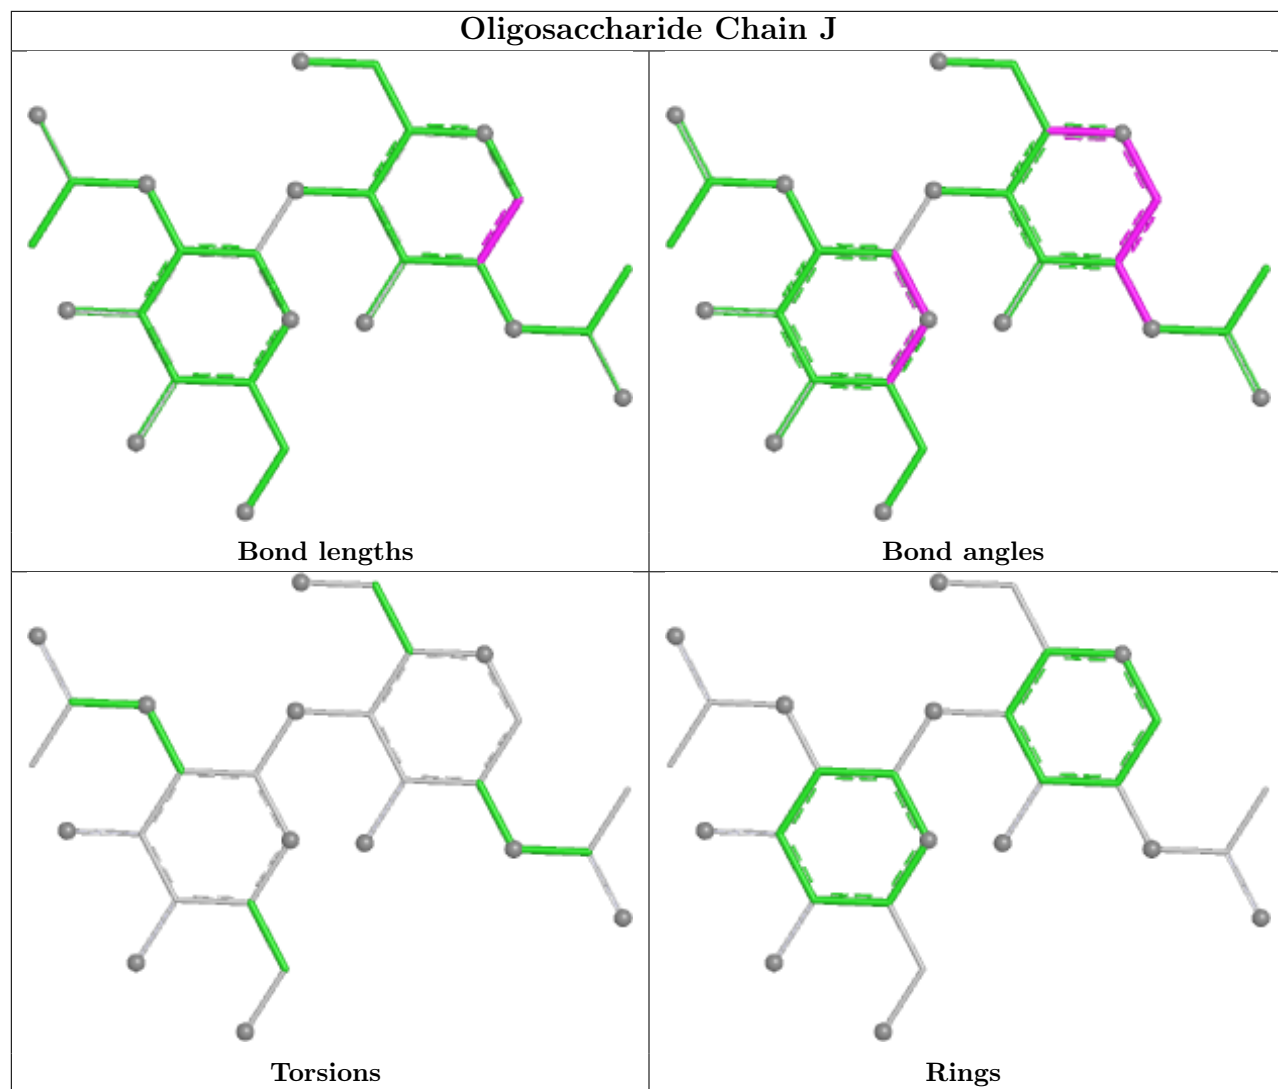 Oligosaccharide Chain J
Bond lengths
Bond angles
Torsions
Rings